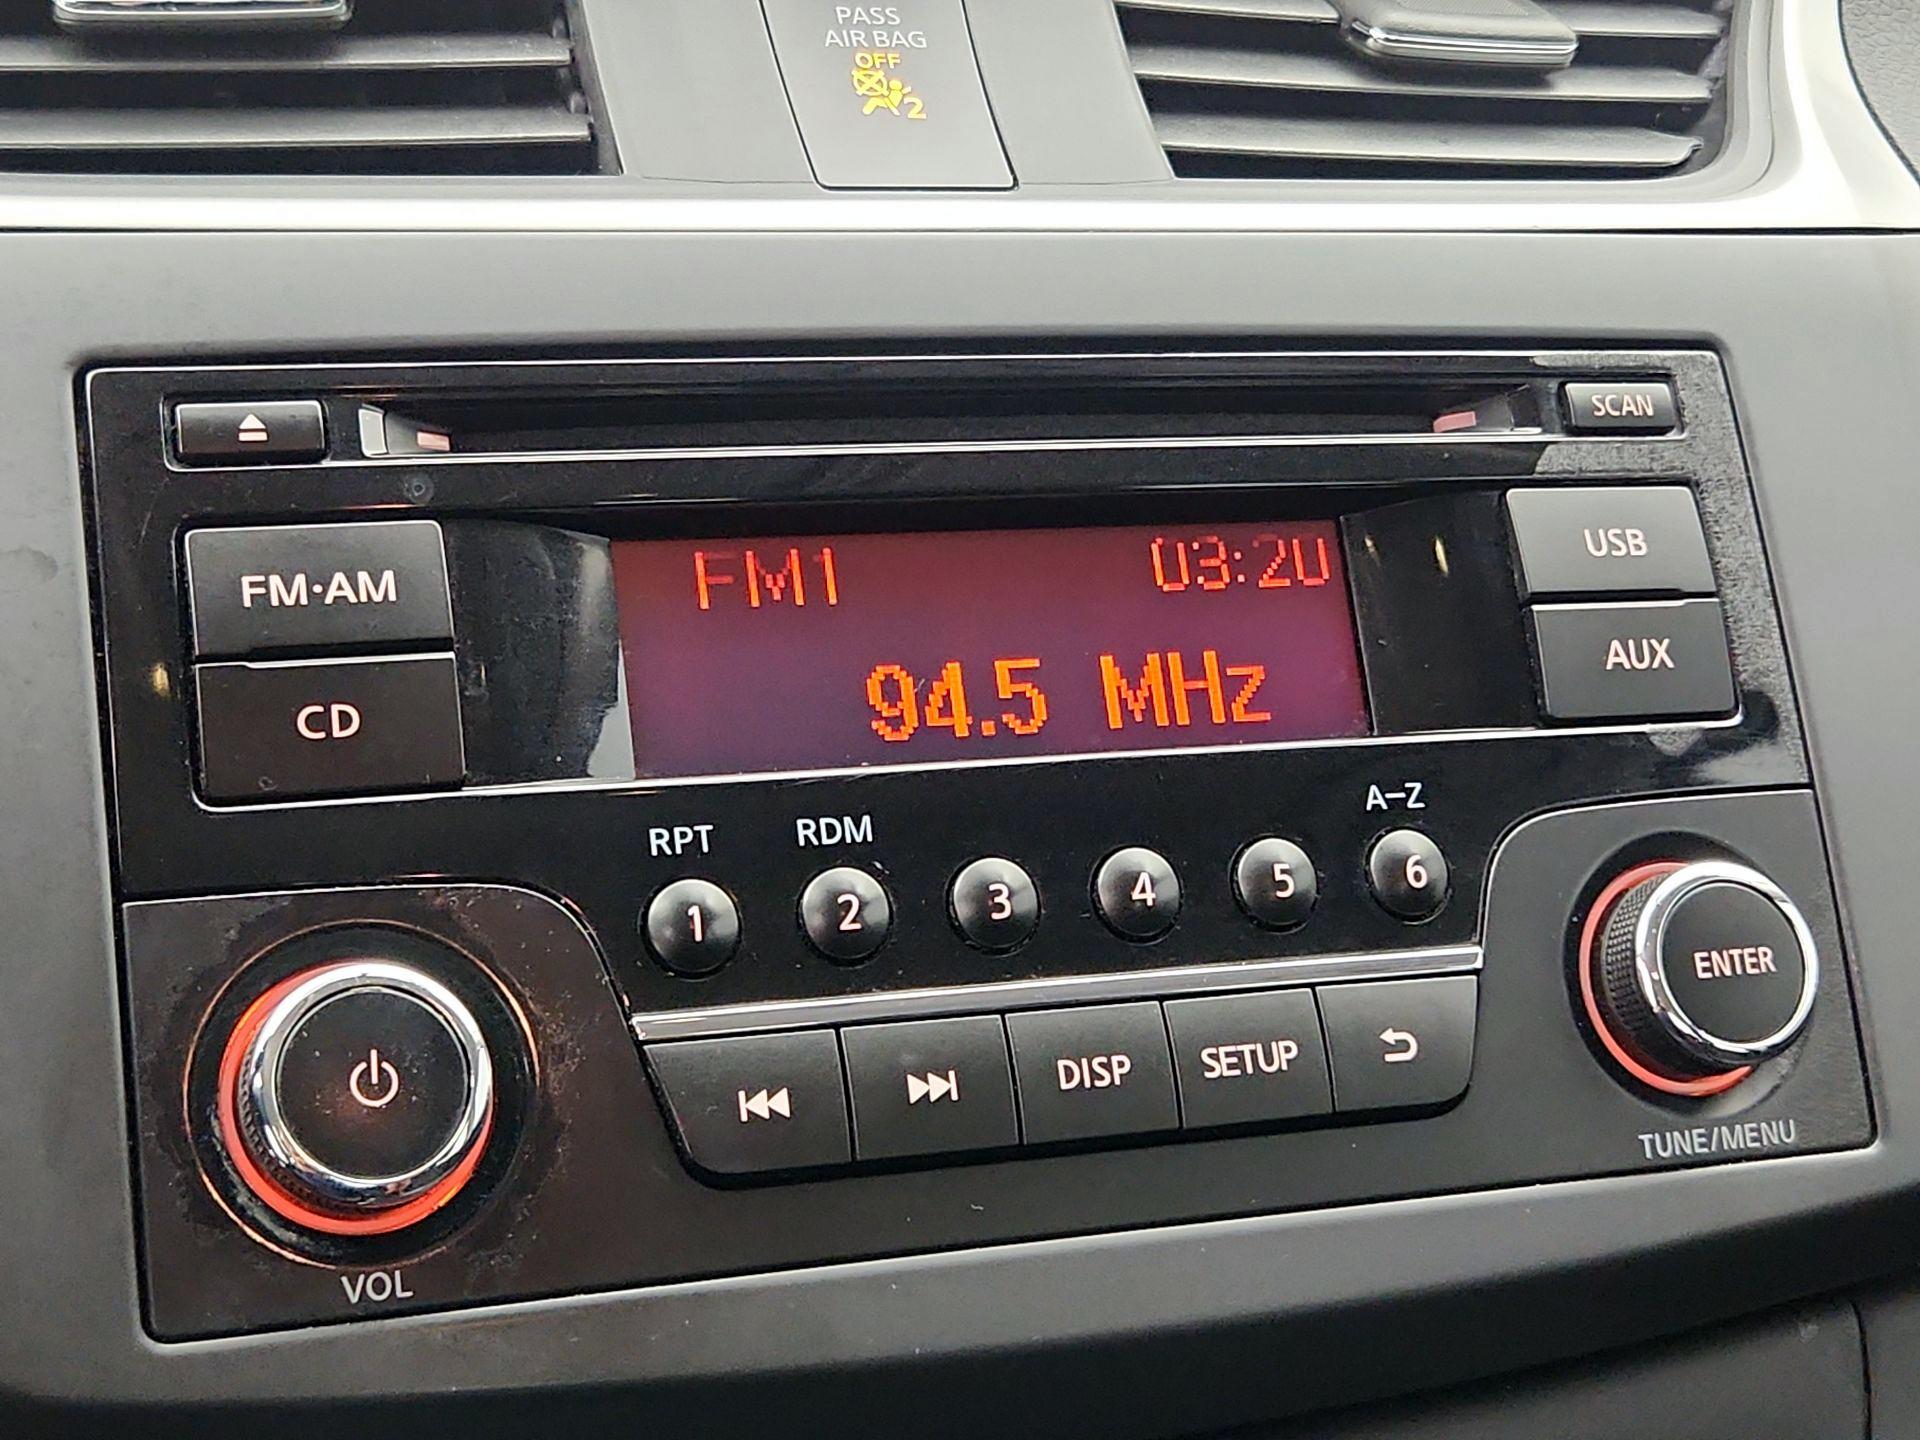 PASS
AIR BAG
OFF
2
SCAN
FM·AM
CD
FM1 03:20
94.5 MHz
USB
AUX
RPT RDM A-Z
1 2 3 4 5 6
ENTER
DISP SETUP
TUNE/MENU
VOL